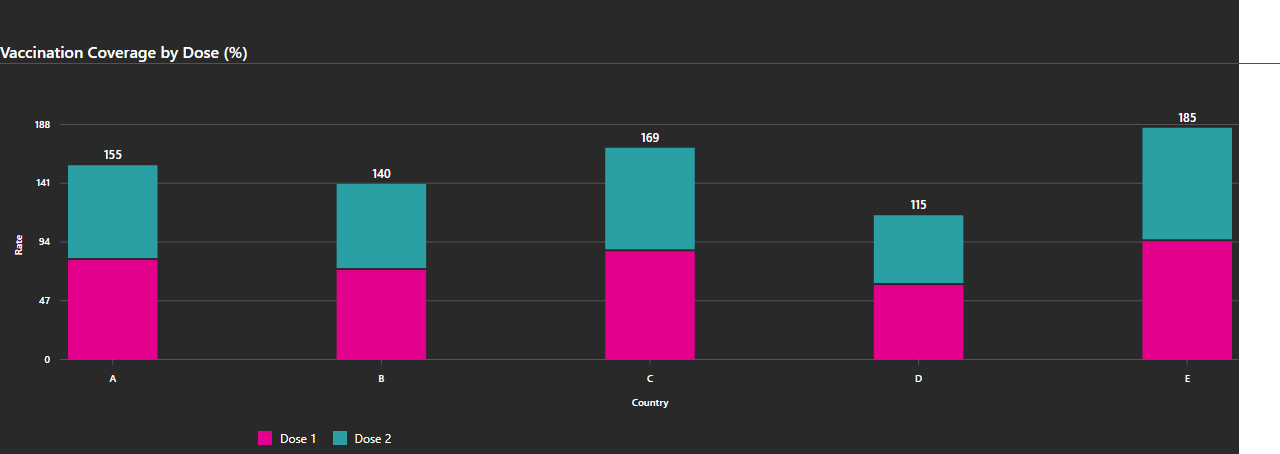 Vaccination Coverage by Dose (%)
188
141
94
47
0
Rate
155
140
169
115
185
A B C D E
Country
Dose 1 Dose 2